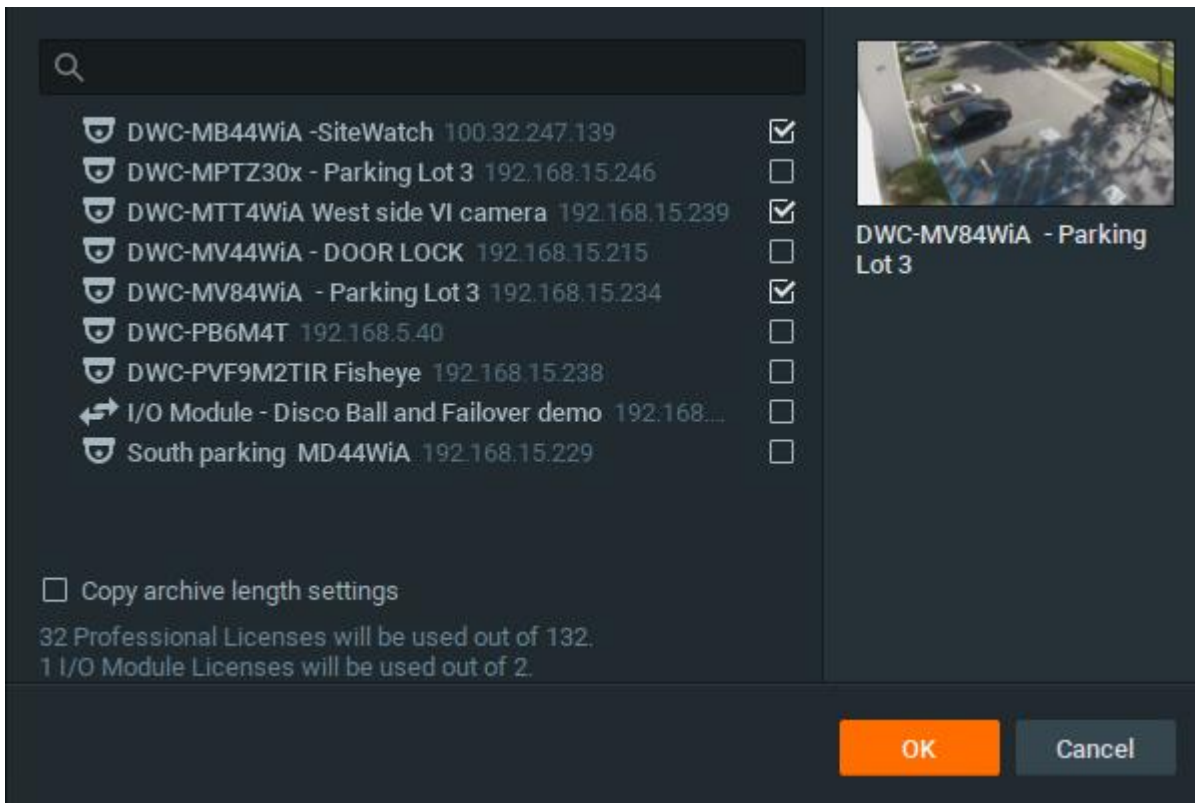 DWC-MB44WiA -SiteWatch 100.32.247.139
DWC-MPTZ30x - Parking Lot 3 192.168.15.246
DWC-MTT4WiA West side VI camera 192.168.15.239
DWC-MV44WiA - DOOR LOCK 192.168.15.215
DWC-MV84WiA - Parking Lot 3 192.168.15.234
DWC-PB6M4T 192.168.5.40
DWC-PVF9M2TIR Fisheye 192.168.15.238
I/O Module - Disco Ball and Failover demo 192.168....
South parking MD44WiA 192.168.15.229
Copy archive length settings
32 Professional Licenses will be used out of 132.
1 I/O Module Licenses will be used out of 2.
DWC-MV84WiA - Parking
Lot 3
OK
Cancel